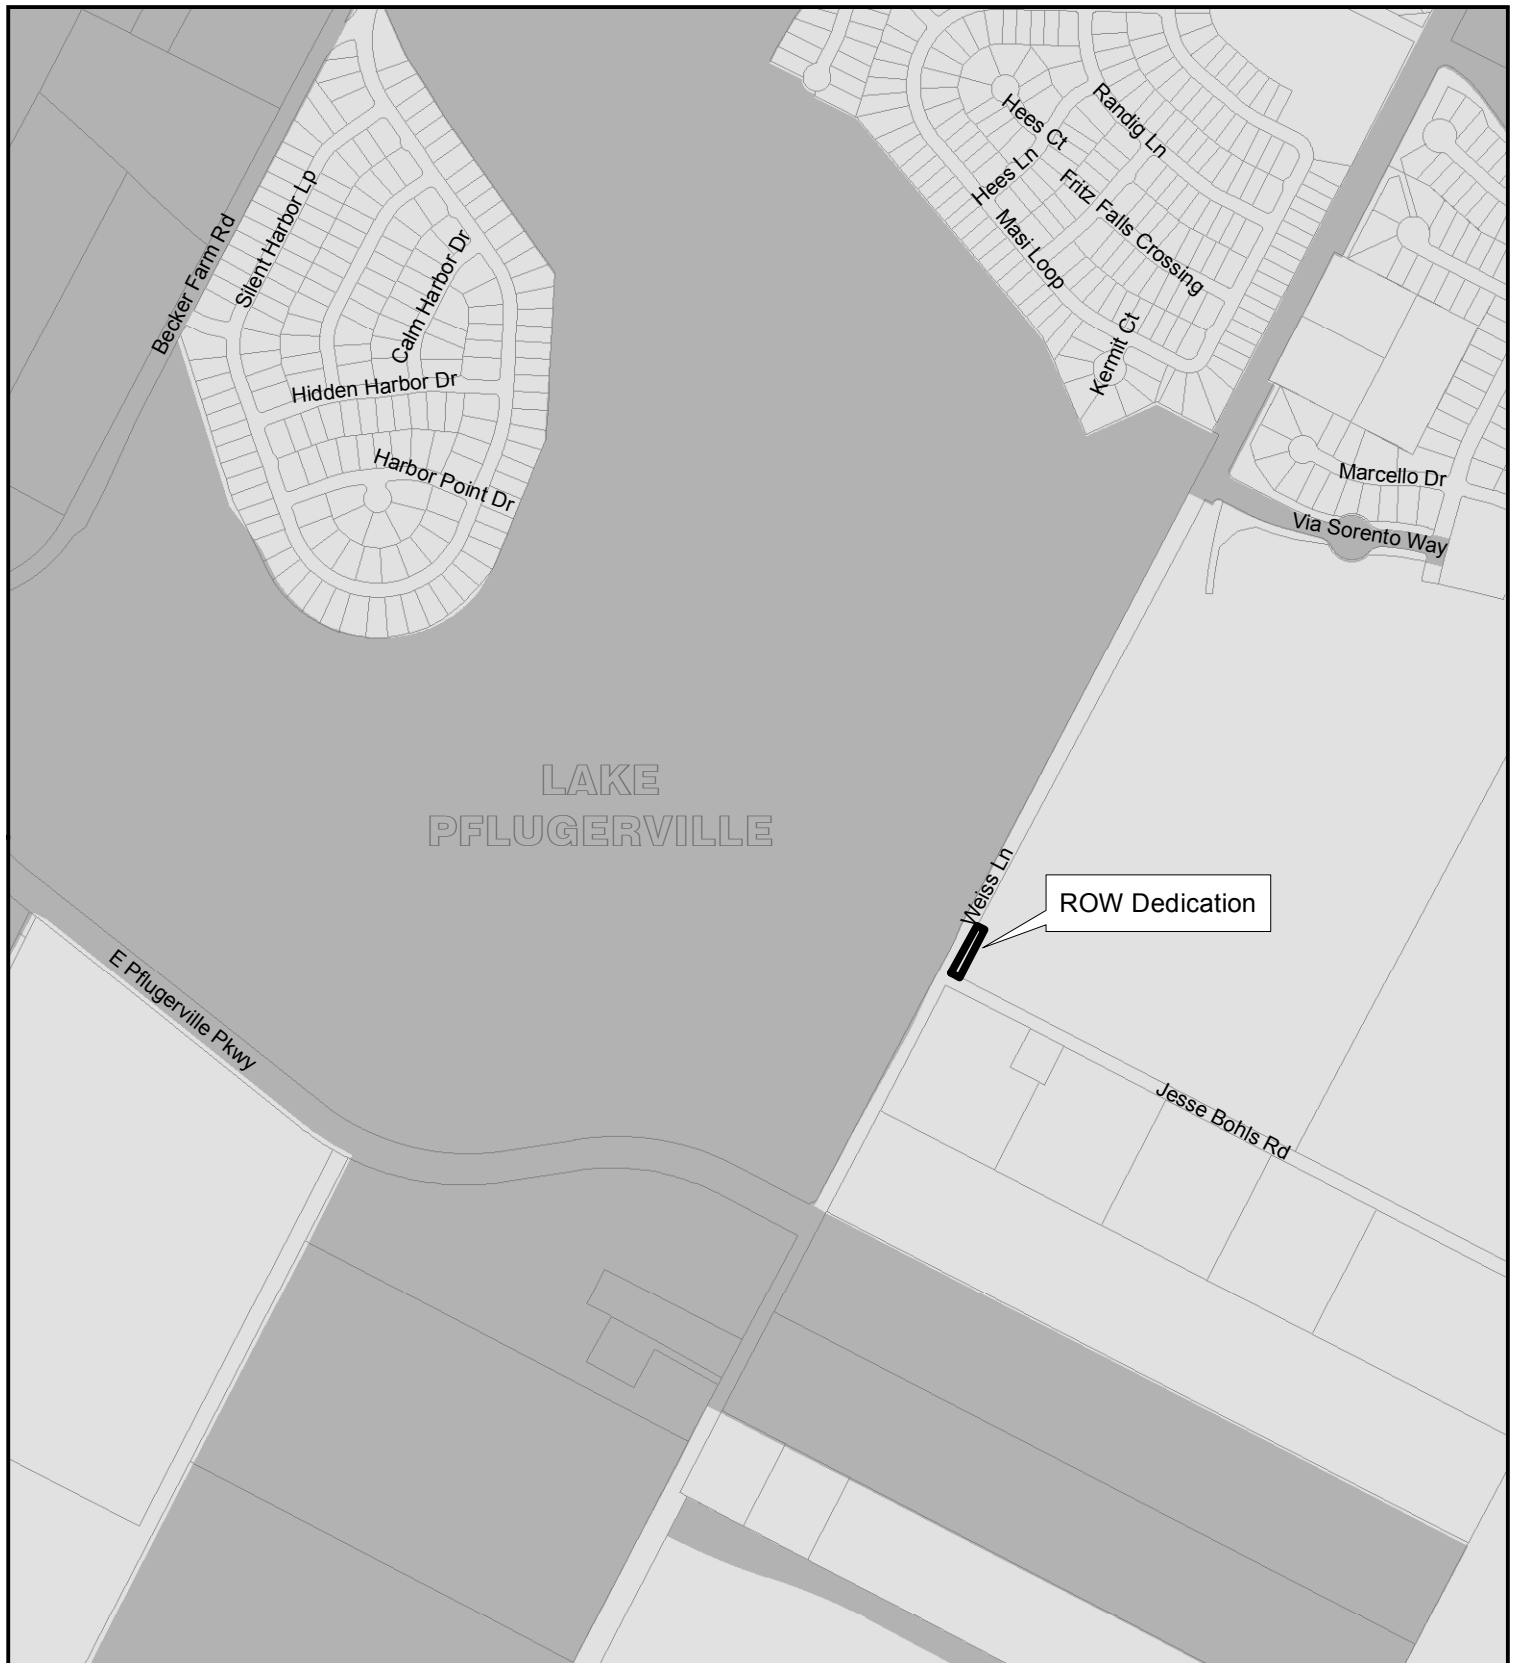 Hees Ct
Randig Ln
Hees Ln
Fritz Falls Crossing
Masi Loop
Silent Harbor Lp
Becker Farm Rd
Calm Harbor Dr
Kermit Ct
Hidden Harbor Dr
Harbor Point Dr
Marcello Dr
Via Sorento Way
LAKE
PFLUGERVILLE
Weiss Ln
ROW Dedication
E Pflugerville Pkwy
Jesse Bohls Rd